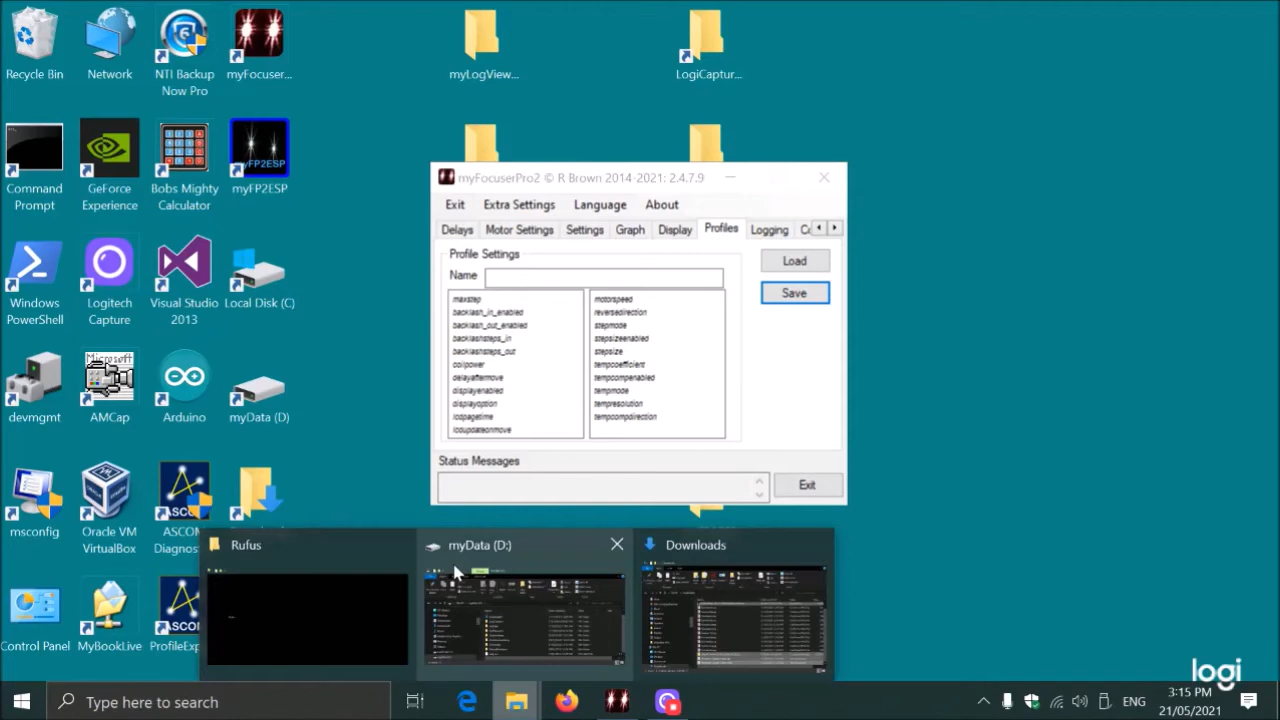 Recycle Bin
Network
NTI Backup
Now Pro
myFocuser...
myLogView...
LogiCaptur...
Command
Prompt
GeForce
Experience
Bobs Mighty
Calculator
myFP2ESP
myFP2ESP
Windows
PowerShell
Logitech
Capture
Visual Studio
2013
Local Disk (C)
devmgmt
Microsoft
AMCap
Arduino
myData (D)
msconfig
Oracle VM
VirtualBox
ASCOM
Diagnos
Control Panel
ProfileExp
myFocuserPro2 © R Brown 2014-2021: 2.4.7.9
Exit
Extra Settings
Language
About
Delays
Motor Settings
Settings
Graph
Display
Profiles
Logging
Profile Settings
Name
Load
Save
maxstep
backlash_in_enabled
backlash_out_enabled
backlashsteps_in
backlashsteps_out
coilpower
delayaftermove
displayenabled
displayoption
lcdpagetime
lcdupdateonmove
motorspeed
reversedirection
stepmode
stepsizeenabled
stepsize
tempcoefficient
tempcompenabled
tempmode
tempresolution
tempcompdirection
Status Messages
Exit
Rufus
myData (D:)
Downloads
logi
Type here to search
ENG
3:15 PM
21/05/2021